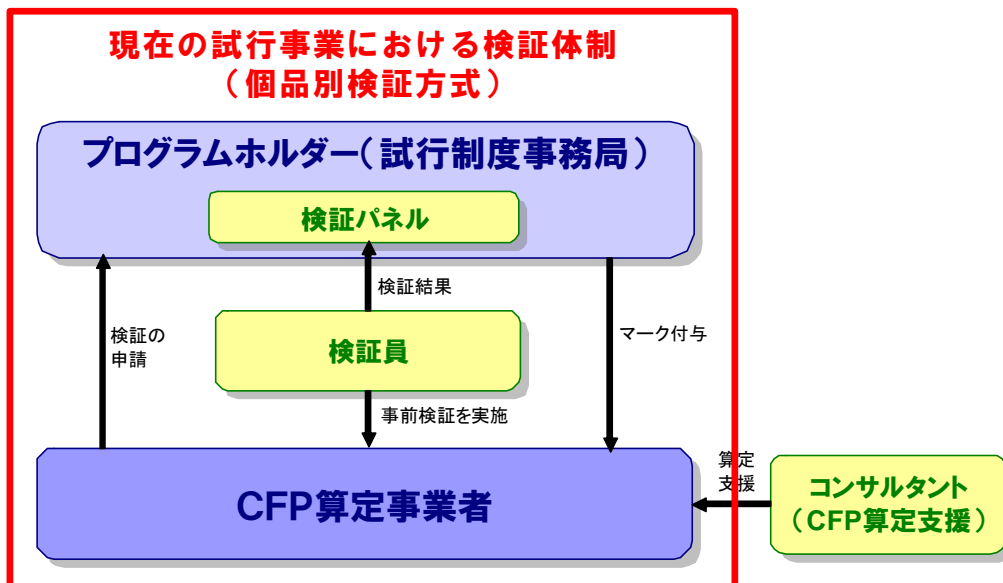 現在の試行事業における検証体制
（個品別検証方式）
プログラムホルダー（試行制度事務局）
検証パネル
検証結果
検証の
申請
検証員
マーク付与
事前検証を実施
算定
支援
CFP算定事業者
コンサルタント
（CFP算定支援）